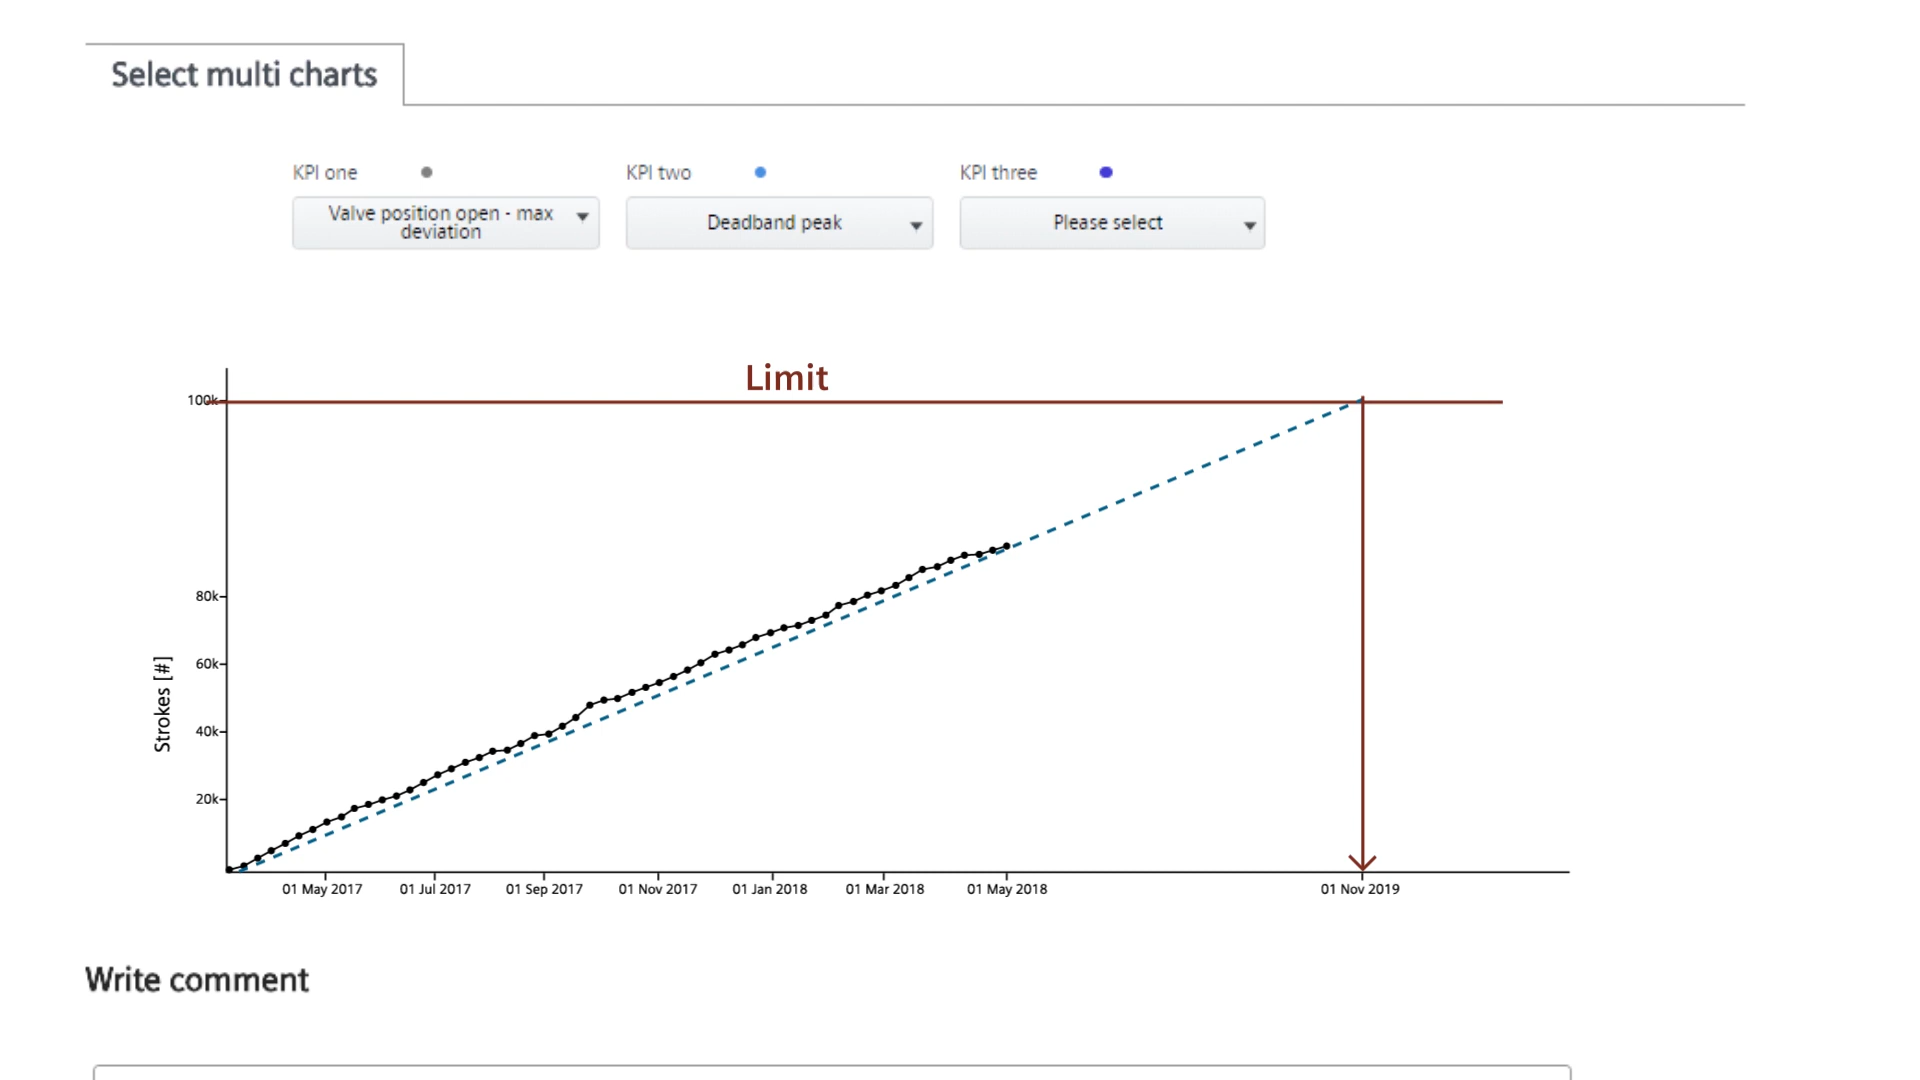 Select multi charts
KPI one
KPI two
KPI three
Valve position open - max
deviation
Deadband peak
Please select
Limit
100k
80k
60k
40k
20k
Strokes [#]
01 May 2017
01 Jul 2017
01 Sep 2017
01 Nov 2017
01 Jan 2018
01 Mar 2018
01 May 2018
01 Nov 2019
Write comment